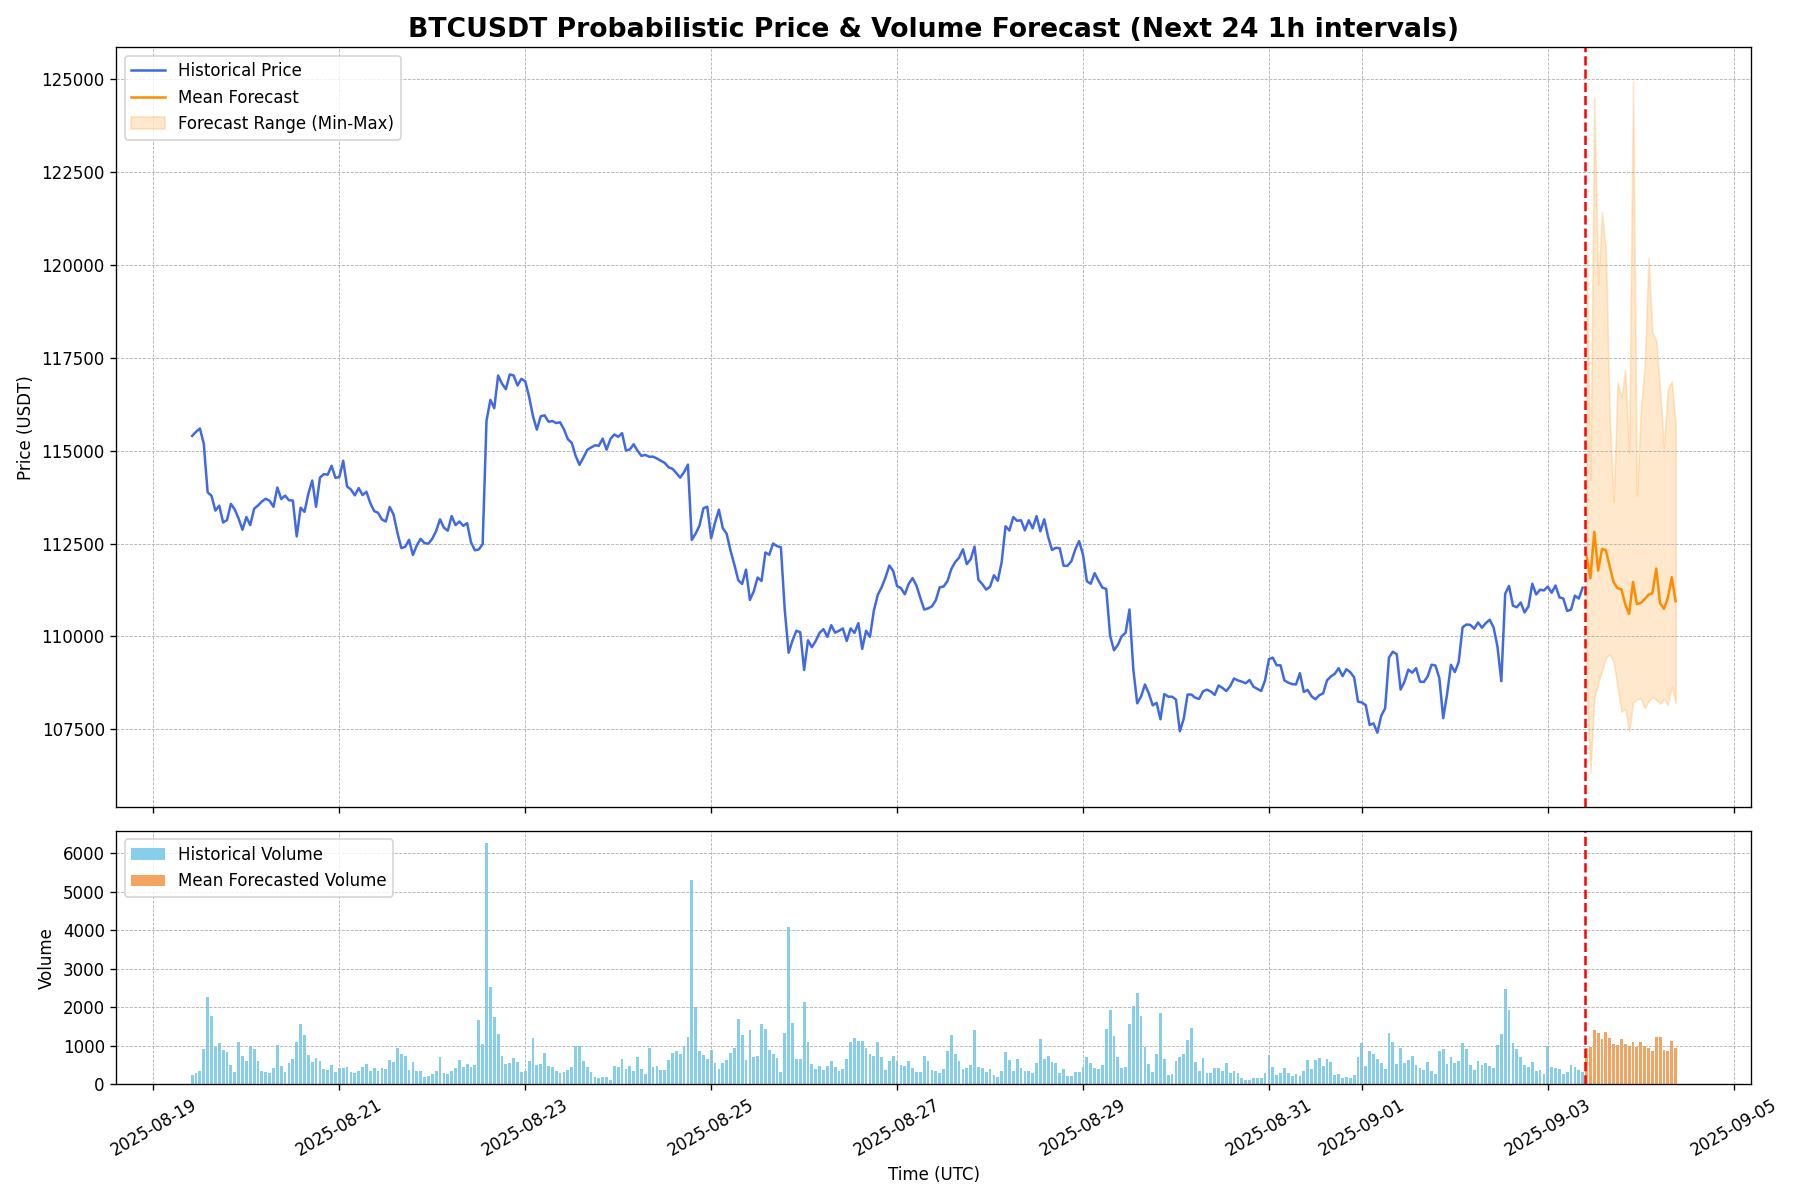 BTCUSDT Probabilistic Price & Volume Forecast (Next 24 1h intervals)
Historical Price
Mean Forecast
Forecast Range (Min-Max)
125000
122500
120000
117500
115000
112500
110000
107500
Price (USDT)
Historical Volume
Mean Forecasted Volume
6000
5000
4000
3000
2000
1000
0
Volume
2025-08-19
2025-08-21
2025-08-23
2025-08-25
2025-08-27
2025-08-29
2025-08-31
2025-09-01
2025-09-03
2025-09-05
Time (UTC)